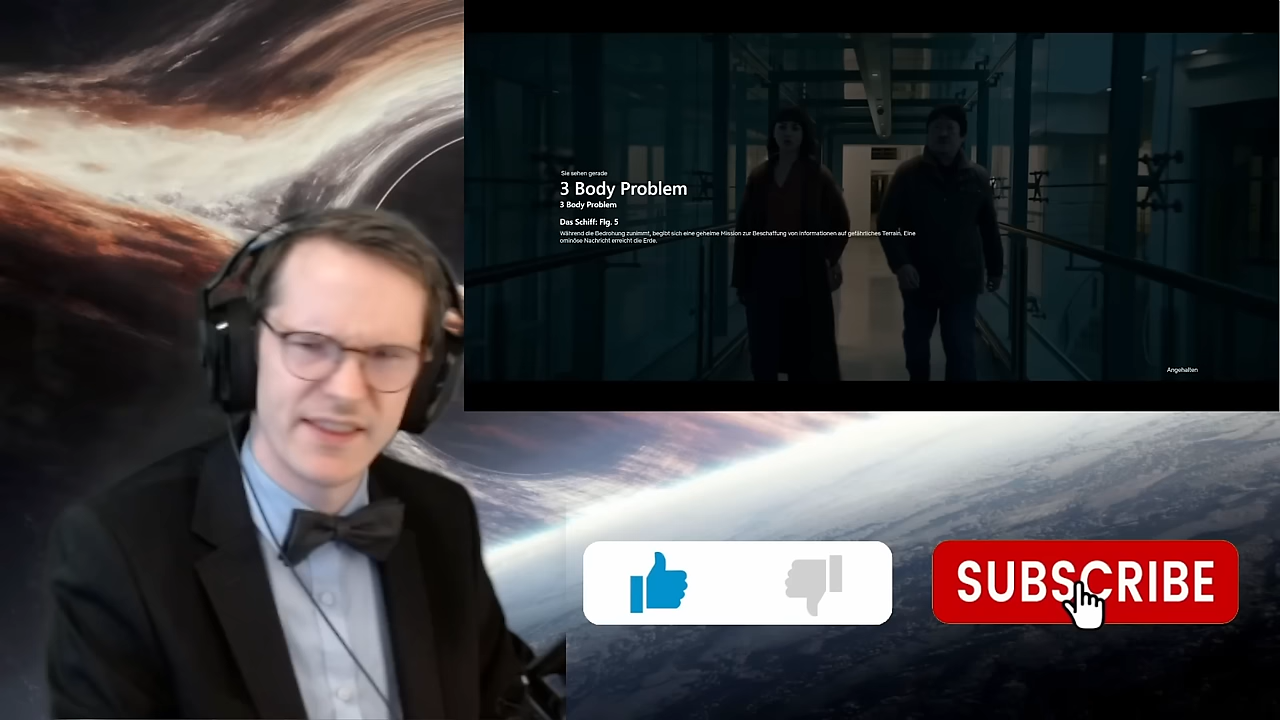 Sie sehen gerade
3 Body Problem
3 Body Problem
Das Schiff: Flg. 5
Während die Bedrohung zunimmt, begibt sich eine geheime Mission zur Beschaffung von Informationen auf gefährliches Terrain. Eine
ominöse Nachricht erreicht die Erde.
Angehalten
SUBSCRIBE